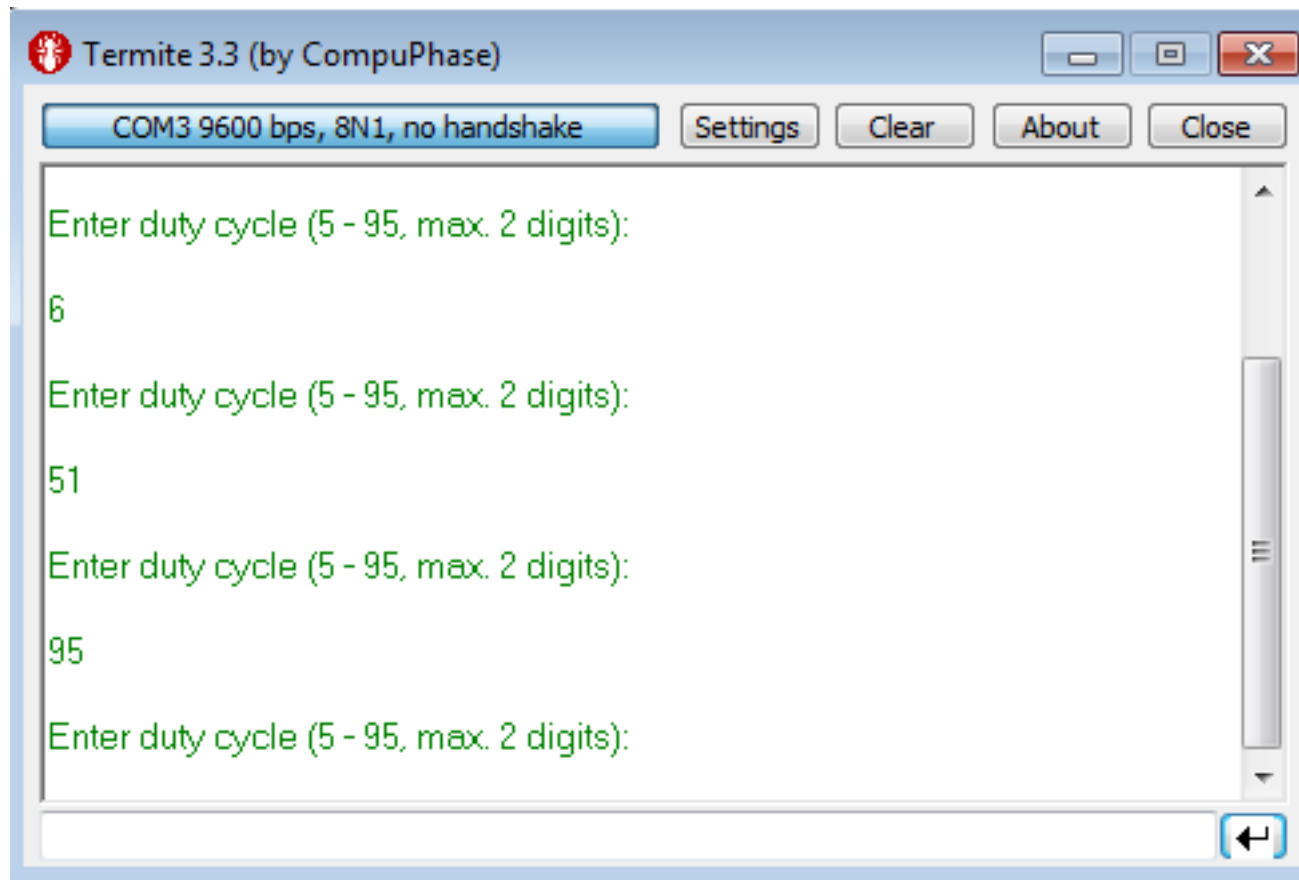 Termite 3.3 (by CompuPhase)
COM3 9600 bps, 8N1, no handshake Settings Clear About Close
Enter duty cycle (5 - 95, max. 2 digits):
6
Enter duty cycle (5 - 95, max. 2 digits):
51
Enter duty cycle (5 - 95, max. 2 digits):
95
Enter duty cycle (5 - 95, max. 2 digits):